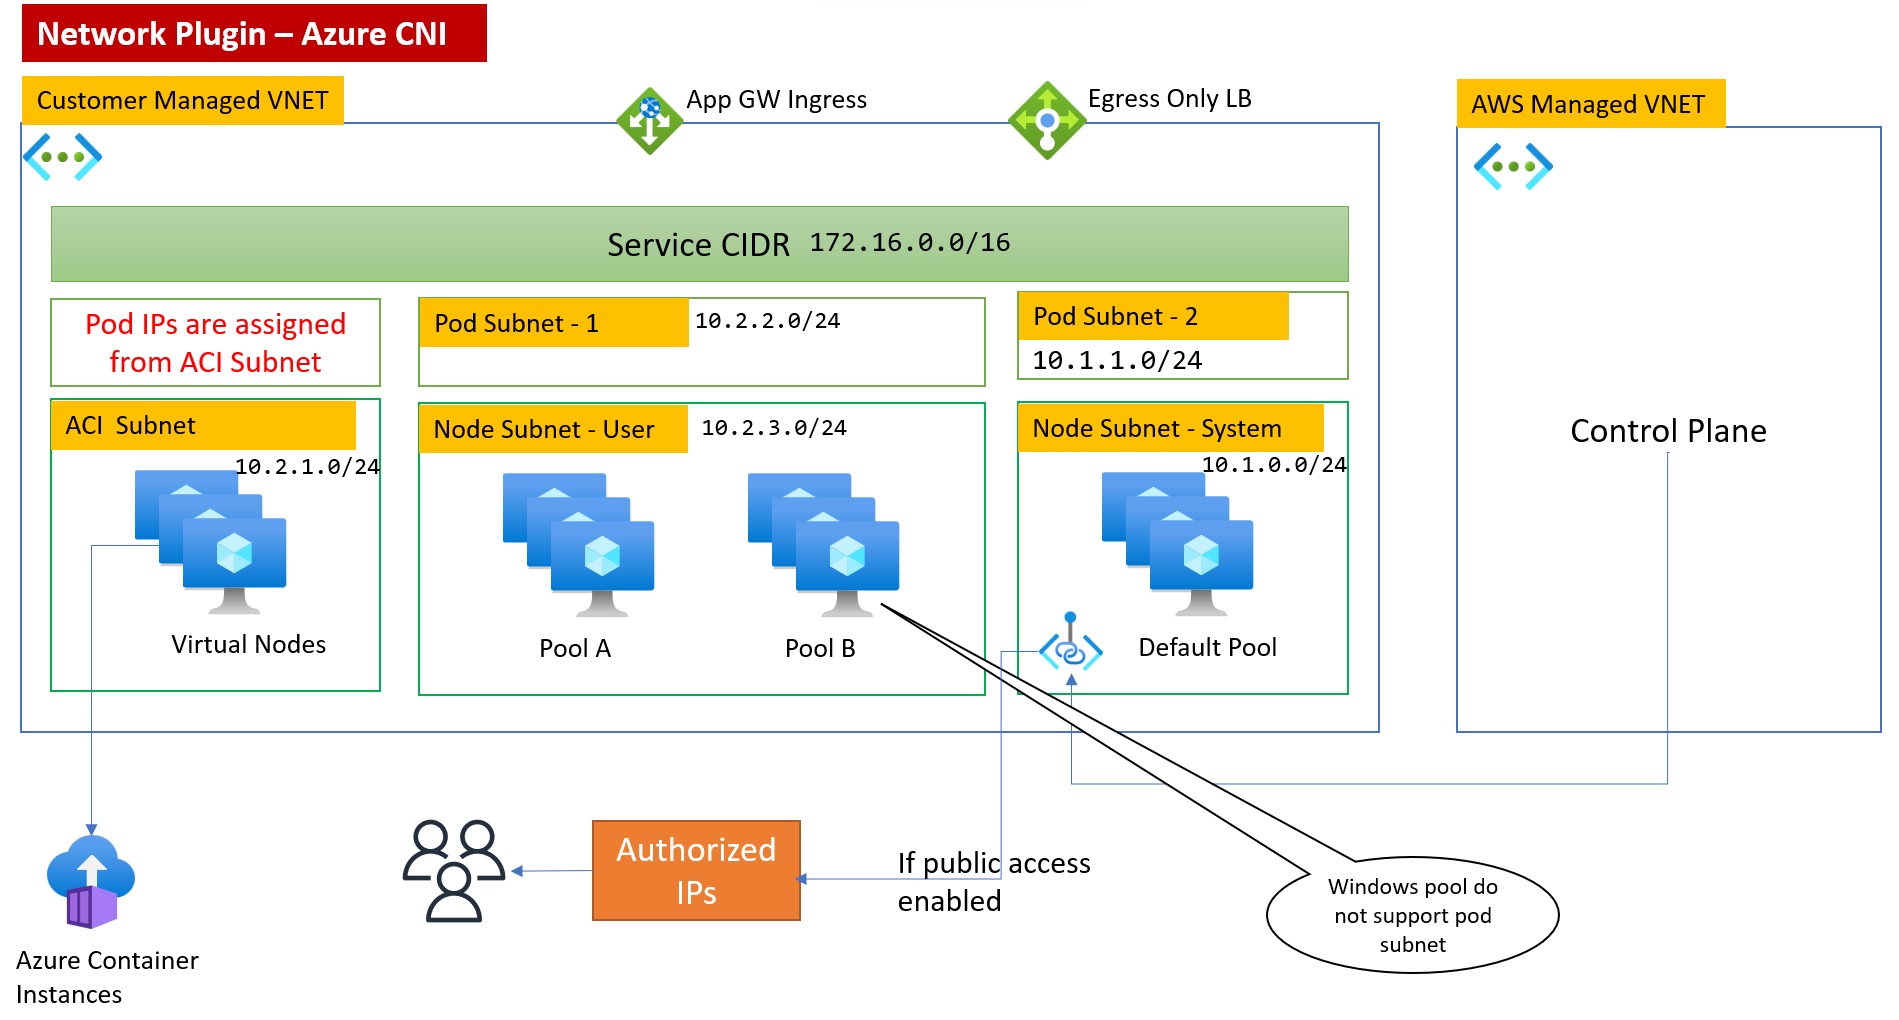 Network Plugin – Azure CNI
Customer Managed VNET
App GW Ingress
Egress Only LB
AWS Managed VNET
Service CIDR 172.16.0.0/16
Pod IPs are assigned
from ACI Subnet
Pod Subnet - 1
10.2.2.0/24
Pod Subnet - 2
10.1.1.0/24
ACI Subnet
10.2.1.0/24
Node Subnet - User
10.2.3.0/24
Node Subnet - System
10.1.0.0/24
Control Plane
Virtual Nodes
Pool A
Pool B
Default Pool
Authorized
IPs
If public access
enabled
Windows pool do
not support pod
subnet
Azure Container
Instances